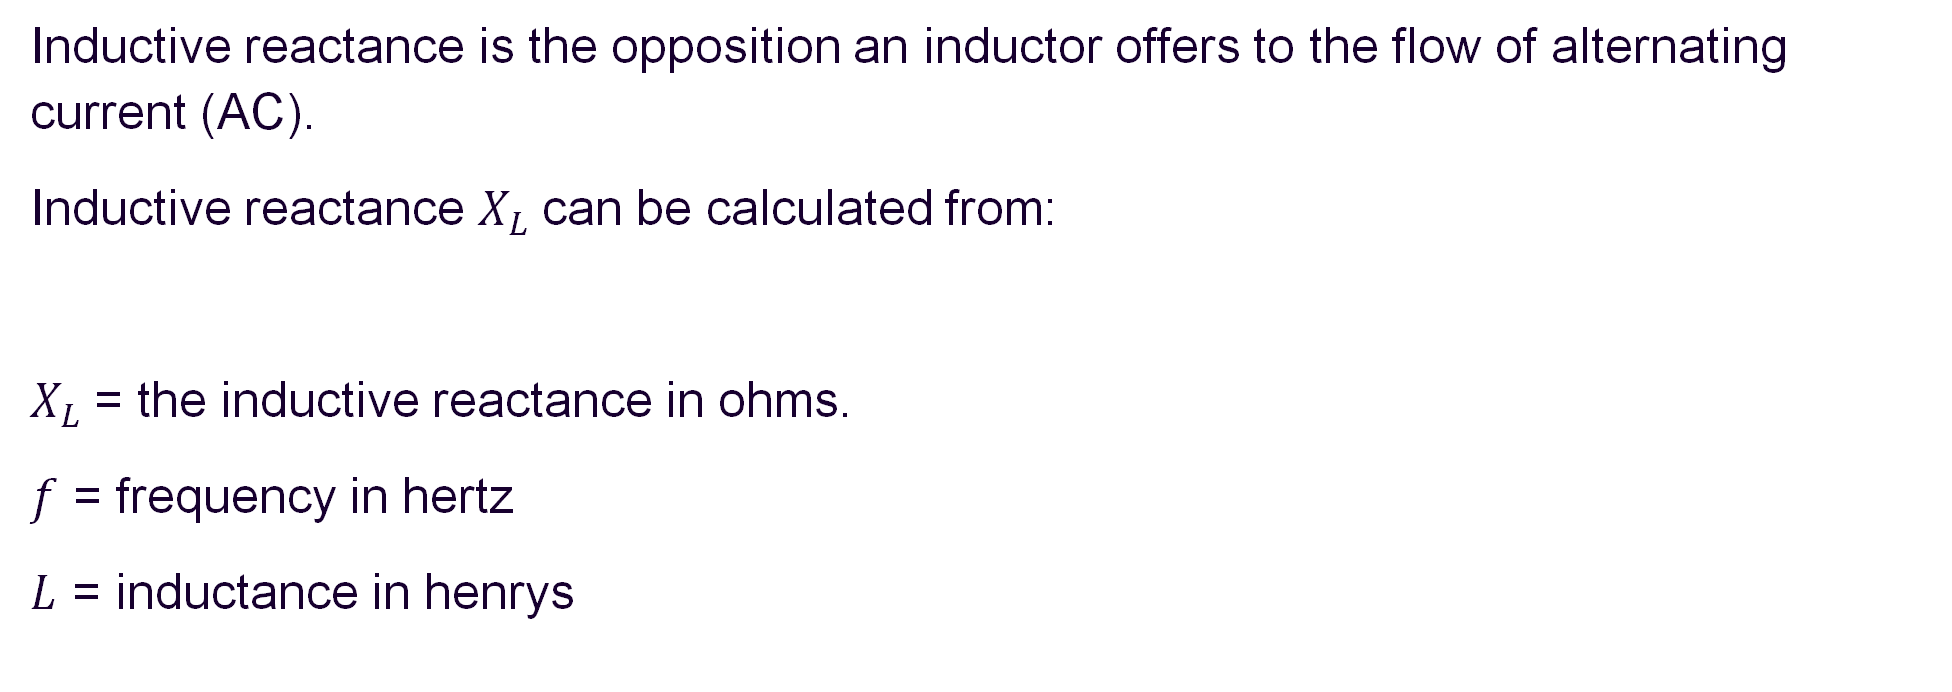 Inductive reactance is the opposition an inductor offers to the flow of alternating
current (AC).
Inductive reactance X_L can be calculated from:
X_L = the inductive reactance in ohms.
f = frequency in hertz
L = inductance in henrys